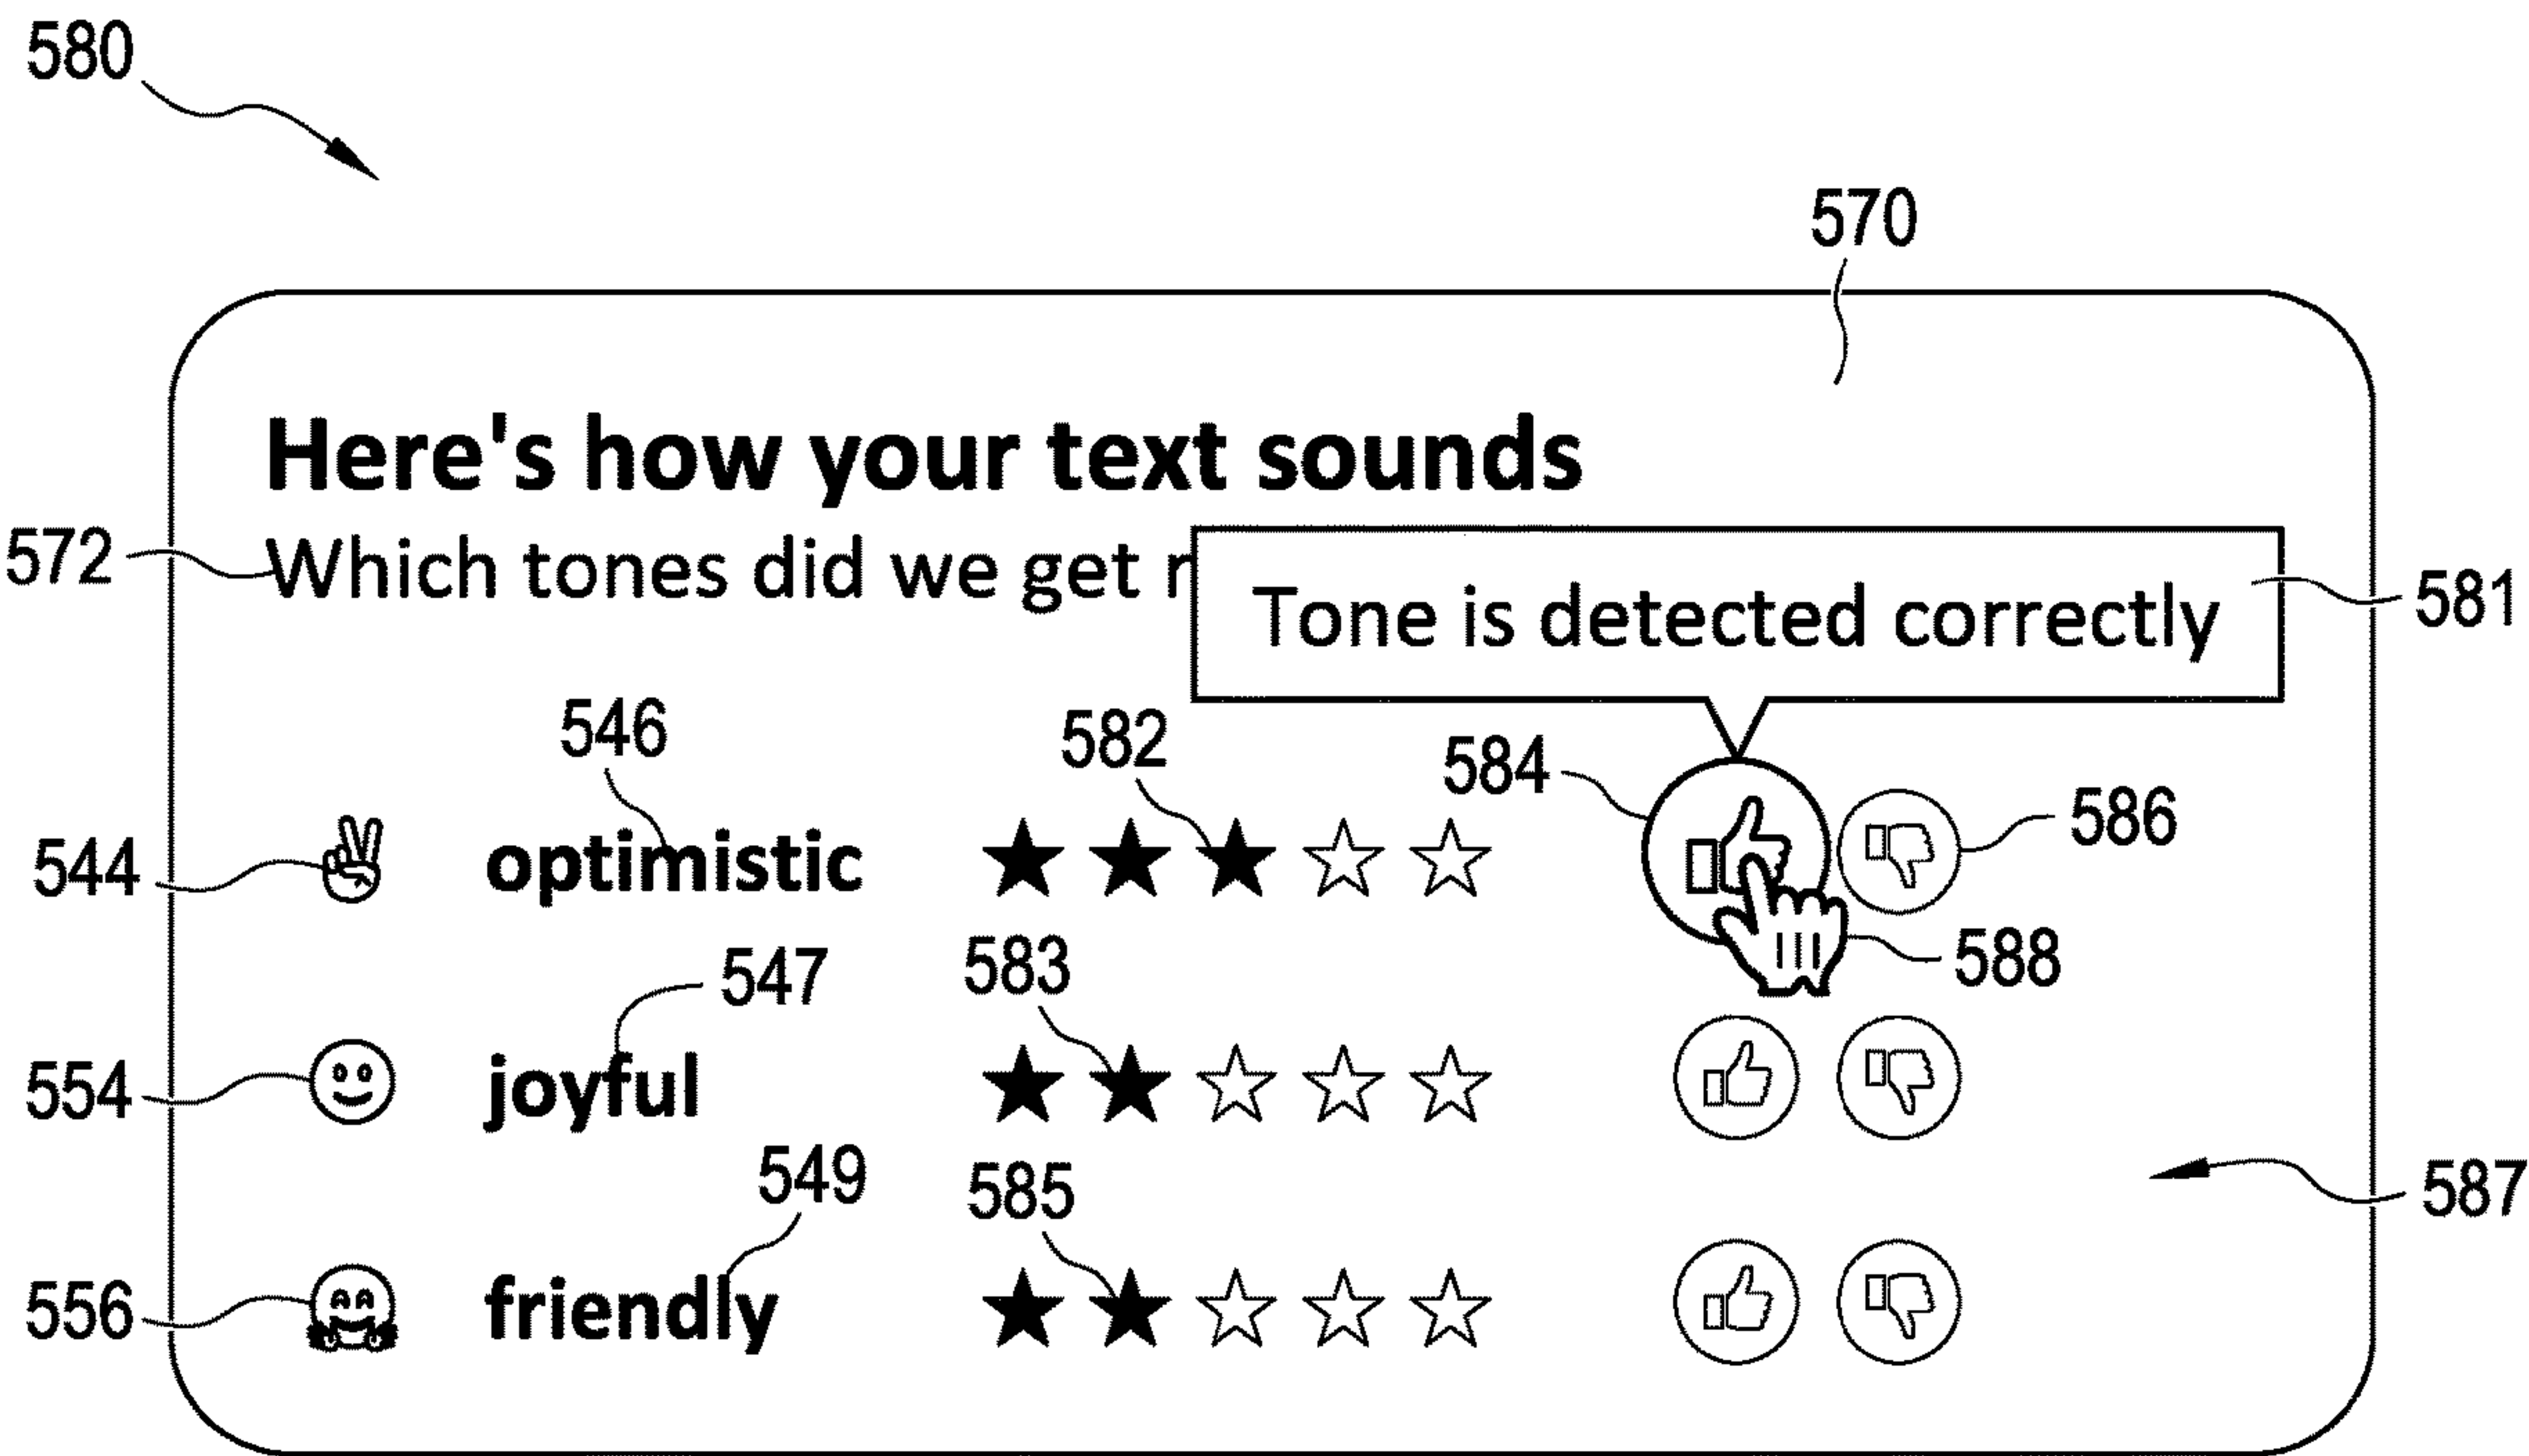 580
570
Here's how your text sounds
572 Which tones did we get r
Tone is detected correctly 581
546 582 584
544 optimistic 586
547 583 588
554 joyful
549 585 587
556 friendly